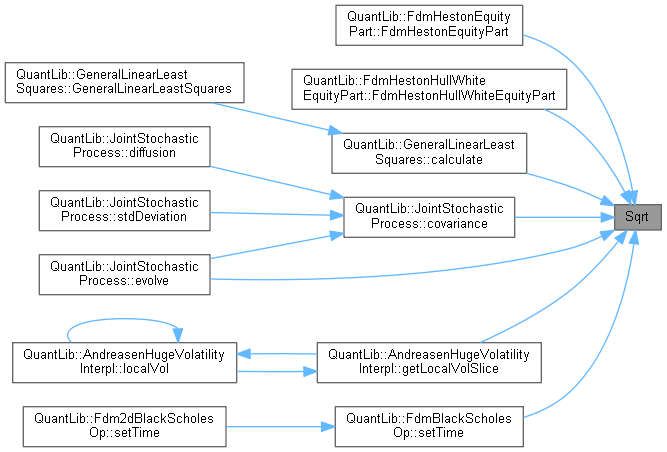 QuantLib::FdmHestonEquity
Part::FdmHestonEquityPart
QuantLib::GeneralLinearLeast
Squares::GeneralLinearLeastSquares
QuantLib::FdmHestonHullWhite
EquityPart::FdmHestonHullWhiteEquityPart
QuantLib::JointStochastic
Process::diffusion
QuantLib::GeneralLinearLeast
Squares::calculate
QuantLib::JointStochastic
Process::stdDeviation
QuantLib::JointStochastic
Process::covariance
Sqrt
QuantLib::JointStochastic
Process::evolve
QuantLib::AndreasenHugeVolatility
Interpl::localVol
QuantLib::AndreasenHugeVolatility
Interpl::getLocalVolSlice
QuantLib::Fdm2dBlackScholes
Op::setTime
QuantLib::FdmBlackScholes
Op::setTime